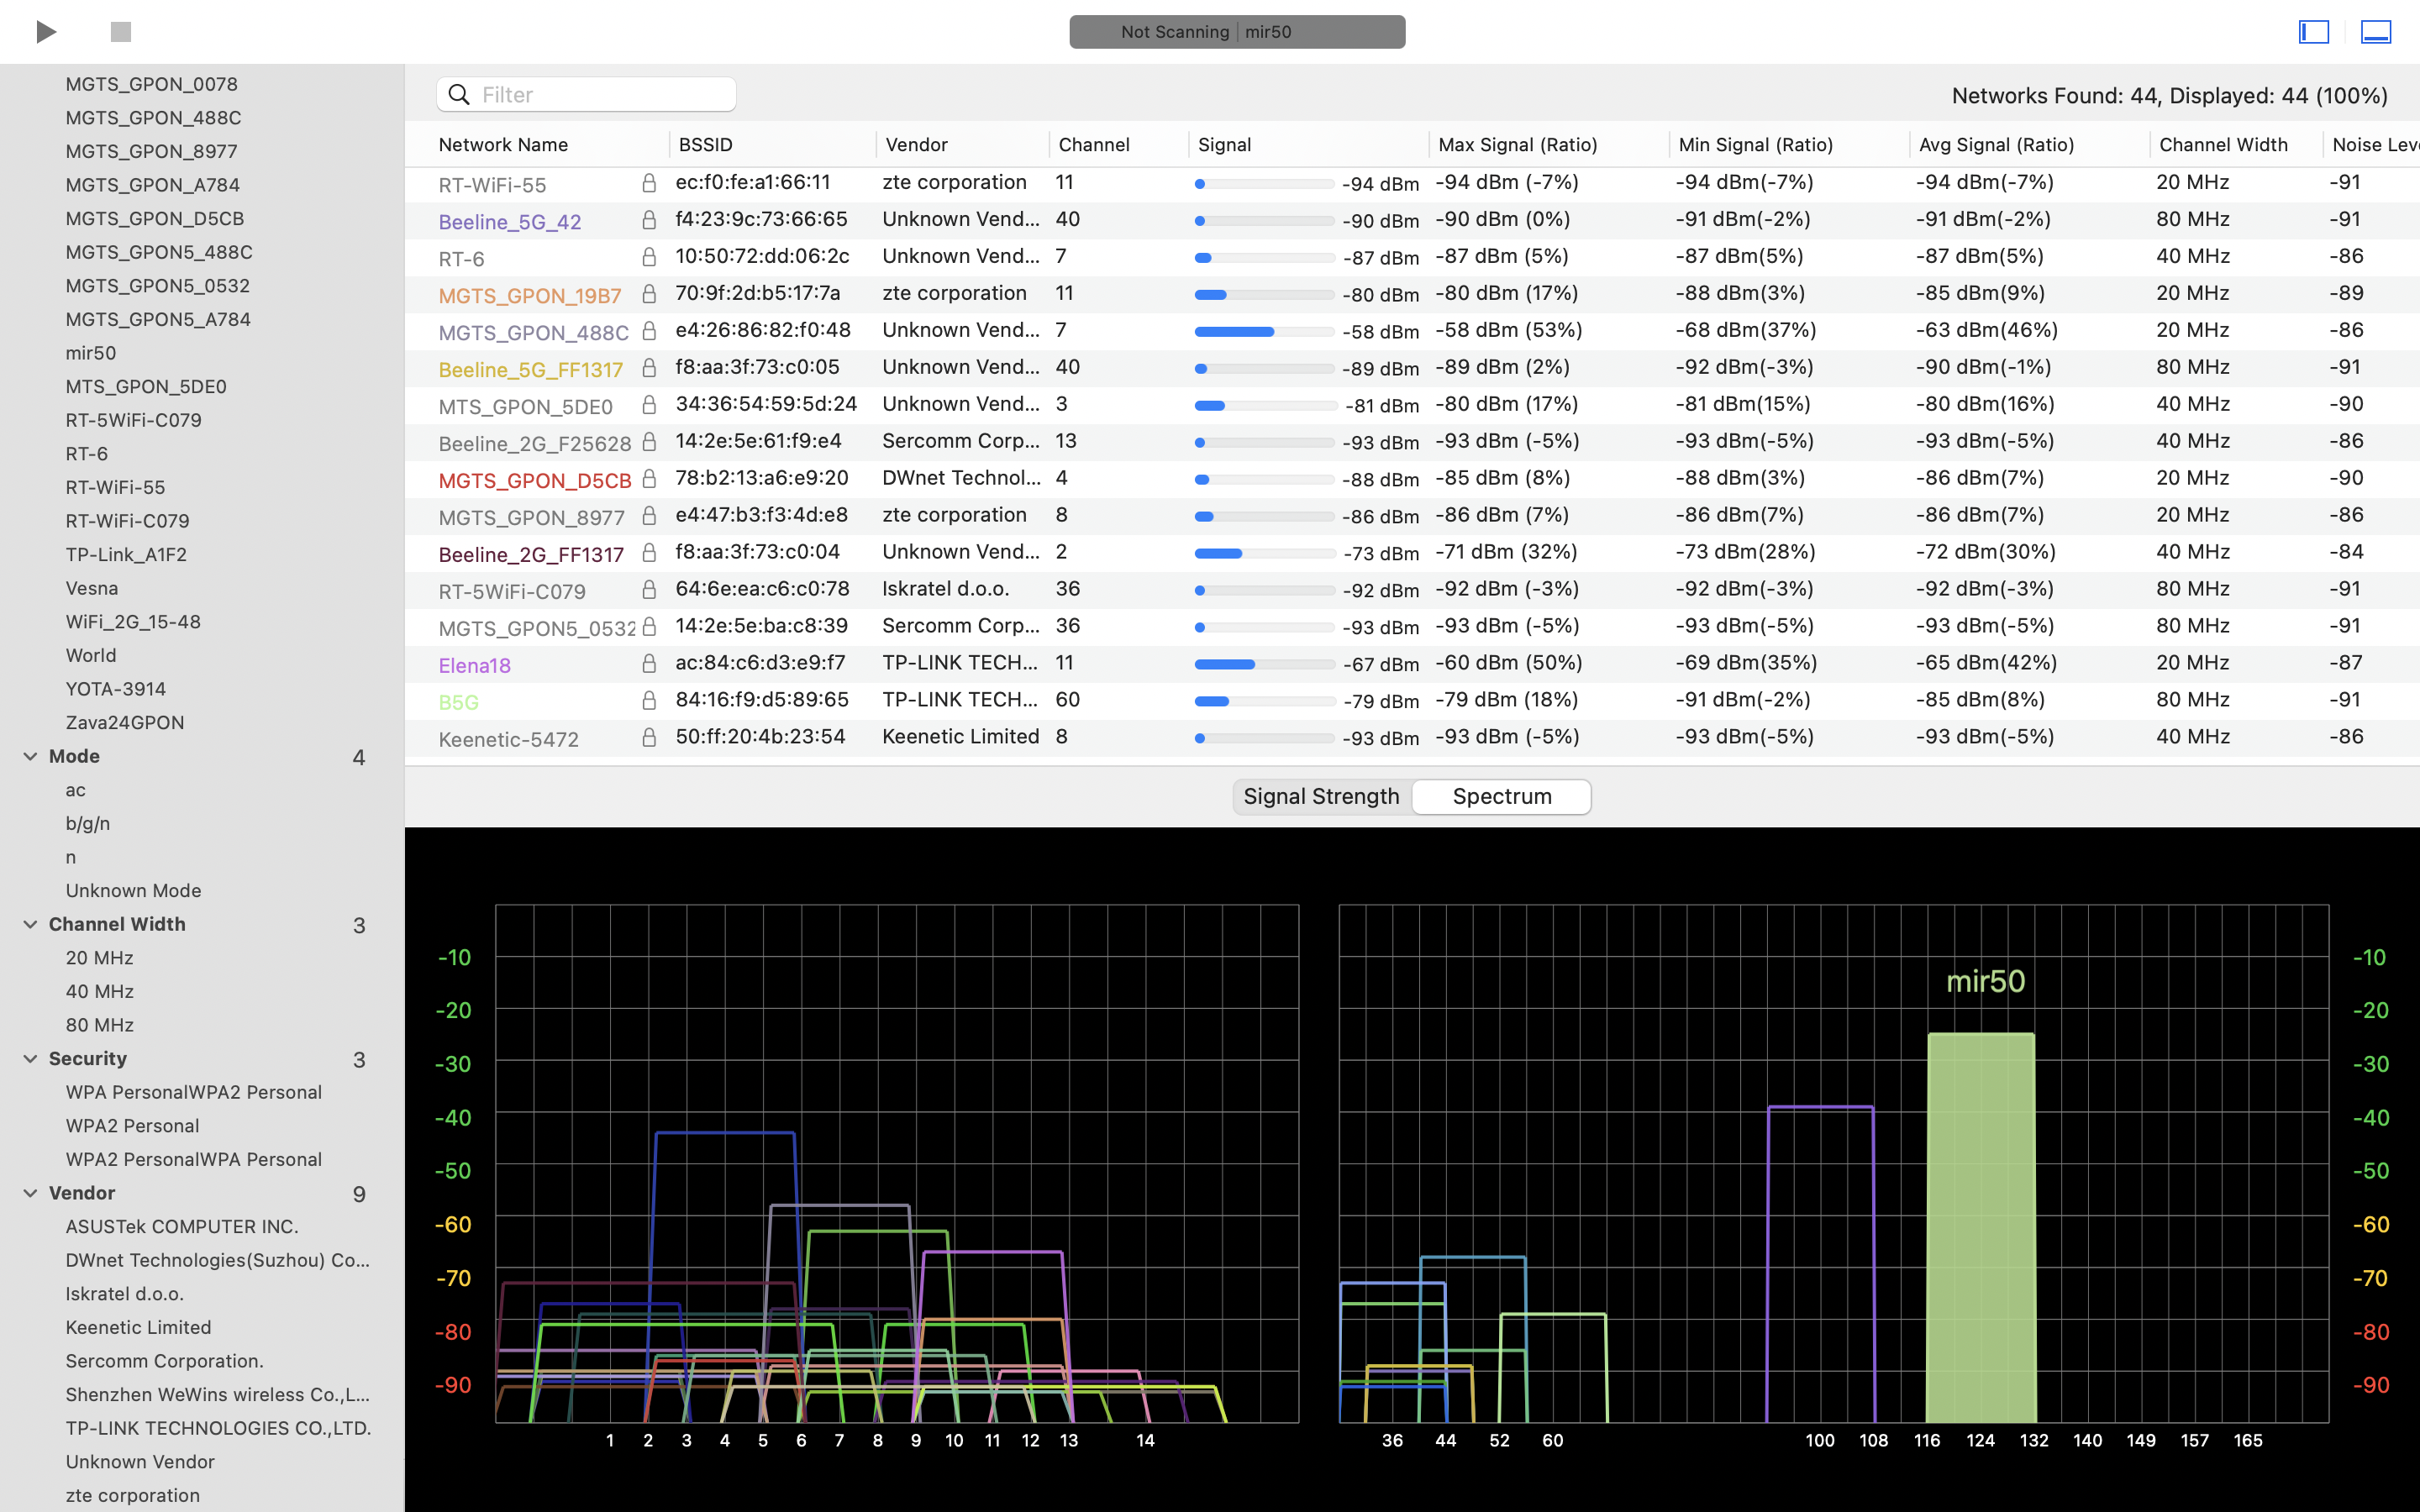 Not Scanning mir50
MGTS_GPON_0078
MGTS_GPON_488C
MGTS_GPON_8977
MGTS_GPON_A784
MGTS_GPON_D5CB
MGTS_GPON5_488C
MGTS_GPON5_0532
MGTS_GPON5_A784
mir50
MTS_GPON_5DE0
RT-5WiFi-C079
RT-6
RT-WiFi-55
RT-WiFi-C079
TP-Link_A1F2
Vesna
WiFi_2G_15-48
World
YOTA-3914
Zava24GPON
Mode 4
ac
b/g/n
n
Unknown Mode
Channel Width 3
20 MHz
40 MHz
80 MHz
Security 3
WPA PersonalWPA2 Personal
WPA2 Personal
WPA2 PersonalWPA Personal
Vendor 9
ASUSTek COMPUTER INC.
DWnet Technologies(Suzhou) Co...
Iskratel d.o.o.
Keenetic Limited
Sercomm Corporation.
Shenzhen WeWins wireless Co.,L...
TP-LINK TECHNOLOGIES CO.,LTD.
Unknown Vendor
zte corporation
Filter
Networks Found: 44, Displayed: 44 (100%)
Network Name BSSID Vendor Channel Signal Max Signal (Ratio) Min Signal (Ratio) Avg Signal (Ratio) Channel Width Noise Leve
RT-WiFi-55 ec:f0:fe:a1:66:11 zte corporation 11 -94 dBm -94 dBm (-7%) -94 dBm(-7%) -94 dBm(-7%) 20 MHz -91
Beeline_5G_42 f4:23:9c:73:66:65 Unknown Vend... 40 -90 dBm -90 dBm (0%) -91 dBm(-2%) -91 dBm(-2%) 80 MHz -91
RT-6 10:50:72:dd:06:2c Unknown Vend... 7 -87 dBm -87 dBm (5%) -87 dBm(5%) -87 dBm(5%) 40 MHz -86
MGTS_GPON_19B7 70:9f:2d:b5:17:7a zte corporation 11 -80 dBm -80 dBm (17%) -88 dBm(3%) -85 dBm(9%) 20 MHz -89
MGTS_GPON_488C e4:26:86:82:f0:48 Unknown Vend... 7 -58 dBm -58 dBm (53%) -68 dBm(37%) -63 dBm(46%) 20 MHz -86
Beeline_5G_FF1317 f8:aa:3f:73:c0:05 Unknown Vend... 40 -89 dBm -89 dBm (2%) -92 dBm(-3%) -90 dBm(-1%) 80 MHz -91
MTS_GPON_5DE0 34:36:54:59:5d:24 Unknown Vend... 3 -81 dBm -80 dBm (17%) -81 dBm(15%) -80 dBm(16%) 40 MHz -90
Beeline_2G_F25628 14:2e:5e:61:f9:e4 Sercomm Corp... 13 -93 dBm -93 dBm (-5%) -93 dBm(-5%) -93 dBm(-5%) 40 MHz -86
MGTS_GPON_D5CB 78:b2:13:a6:e9:20 DWnet Technol... 4 -88 dBm -85 dBm (8%) -88 dBm(3%) -86 dBm(7%) 20 MHz -90
MGTS_GPON_8977 e4:47:b3:f3:4d:e8 zte corporation 8 -86 dBm -86 dBm (7%) -86 dBm(7%) -86 dBm(7%) 20 MHz -86
Beeline_2G_FF1317 f8:aa:3f:73:c0:04 Unknown Vend... 2 -73 dBm -71 dBm (32%) -73 dBm(28%) -72 dBm(30%) 40 MHz -84
RT-5WiFi-C079 64:6e:ea:c6:c0:78 Iskratel d.o.o. 36 -92 dBm -92 dBm (-3%) -92 dBm(-3%) -92 dBm(-3%) 80 MHz -91
MGTS_GPON5_0532 14:2e:5e:ba:c8:39 Sercomm Corp... 36 -93 dBm -93 dBm (-5%) -93 dBm(-5%) -93 dBm(-5%) 80 MHz -91
Elena18 ac:84:c6:d3:e9:f7 TP-LINK TECH... 11 -67 dBm -60 dBm (50%) -69 dBm(35%) -65 dBm(42%) 20 MHz -87
B5G 84:16:f9:d5:89:65 TP-LINK TECH... 60 -79 dBm -79 dBm (18%) -91 dBm(-2%) -85 dBm(8%) 80 MHz -91
Keenetic-5472 50:ff:20:4b:23:54 Keenetic Limited 8 -93 dBm -93 dBm (-5%) -93 dBm(-5%) -93 dBm(-5%) 40 MHz -86
Signal Strength Spectrum
-10 -10
mir50
-20 -20
-30 -30
-40 -40
-50 -50
-60 -60
-70 -70
-80 -80
-90 -90
1 2 3 4 5 6 7 8 9 10 11 12 13 14 36 44 52 60 100 108 116 124 132 140 149 157 165